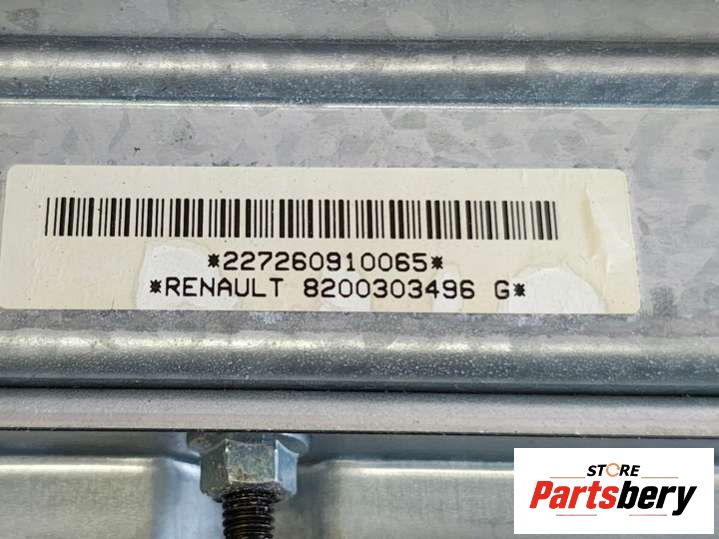 *227260910065*
*RENAULT 8200303496 G*
STORE
Partsbery